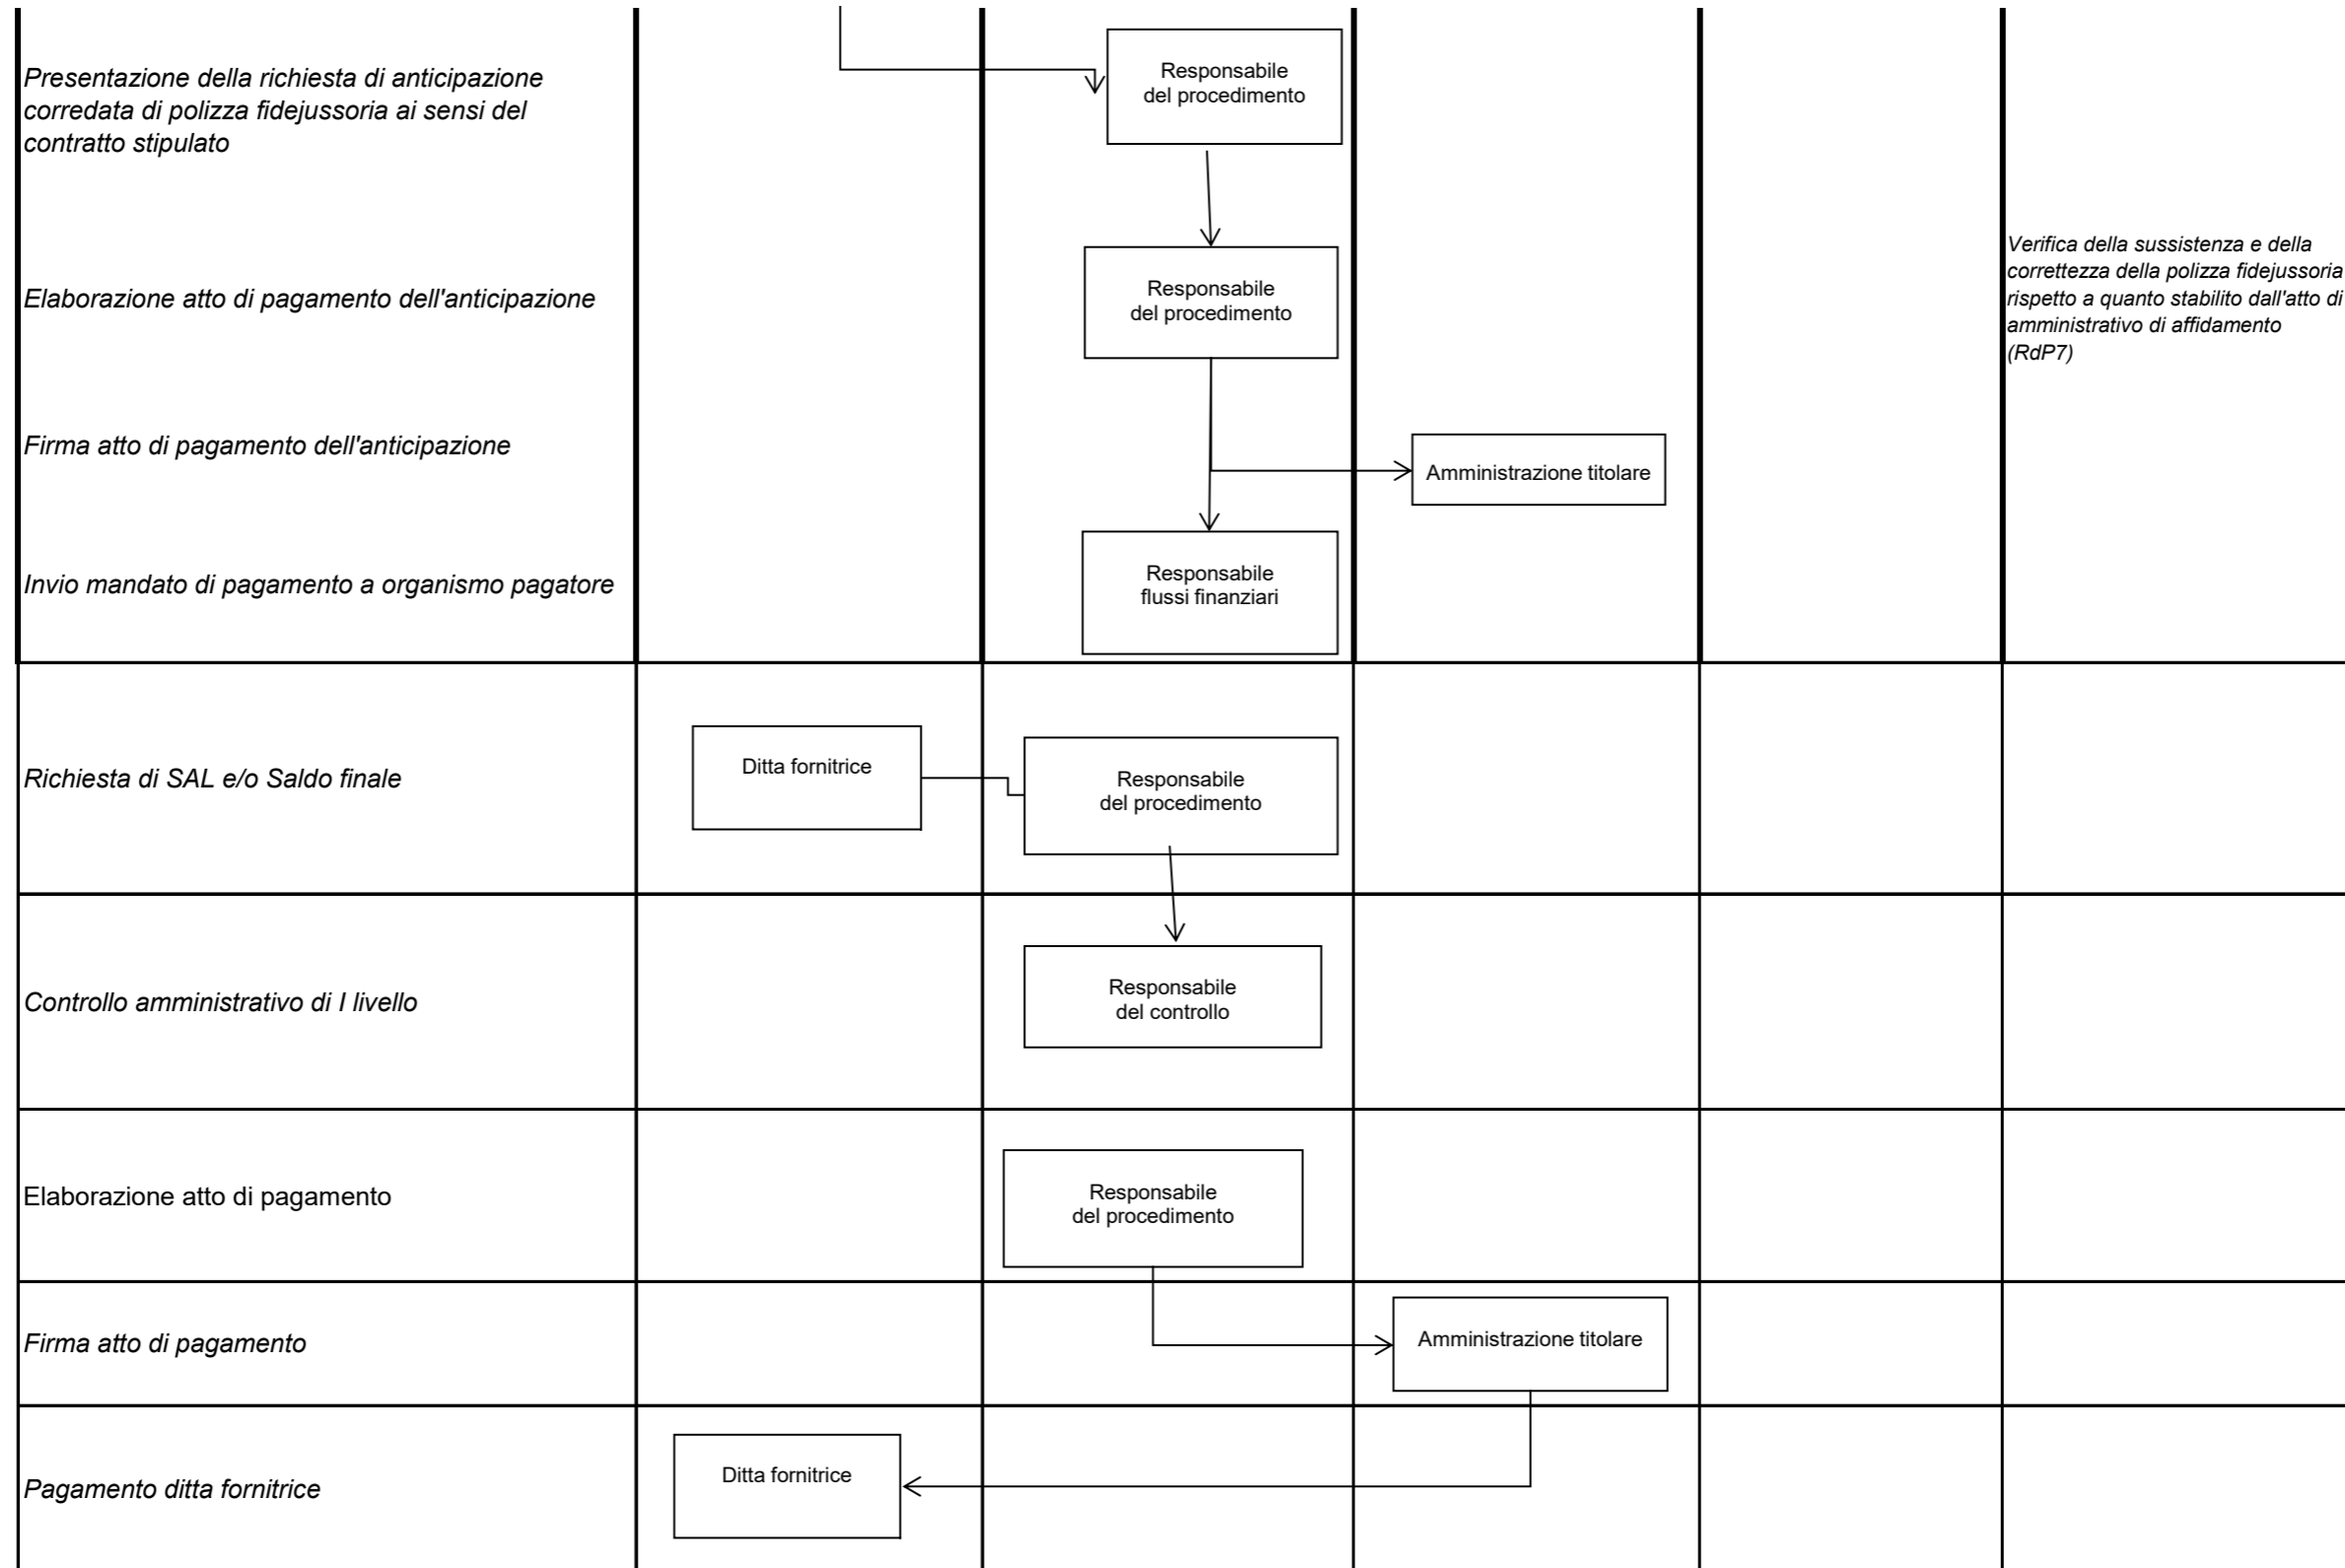 Presentazione della richiesta di anticipazione
corredata di polizza fidejussoria ai sensi del
contratto stipulato
Responsabile
del procedimento
Elaborazione atto di pagamento dell'anticipazione
Responsabile
del procedimento
Verifica della sussistenza e della
correttezza della polizza fidejussoria
rispetto a quanto stabilito dall'atto di
amministrativo di affidamento
(RdP7)
Firma atto di pagamento dell'anticipazione
Amministrazione titolare
Invio mandato di pagamento a organismo pagatore
Responsabile
flussi finanziari
Richiesta di SAL e/o Saldo finale
Ditta fornitrice
Responsabile
del procedimento
Controllo amministrativo di I livello
Responsabile
del controllo
Elaborazione atto di pagamento
Responsabile
del procedimento
Firma atto di pagamento
Amministrazione titolare
Pagamento ditta fornitrice
Ditta fornitrice